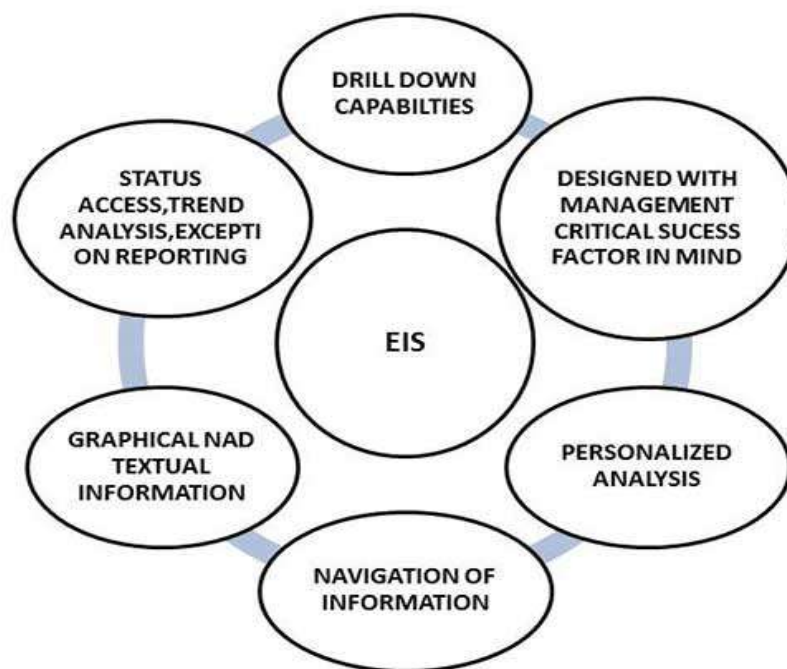 DRILL DOWN
CAPABILTIES
STATUS
ACCESS,TREND
ANALYSIS,EXCEPTI
ON REPORTING
DESIGNED WITH
MANAGEMENT
CRITICAL SUCESS
FACTOR IN MIND
EIS
GRAPHICAL NAD
TEXTUAL
INFORMATION
PERSONALIZED
ANALYSIS
NAVIGATION OF
INFORMATION